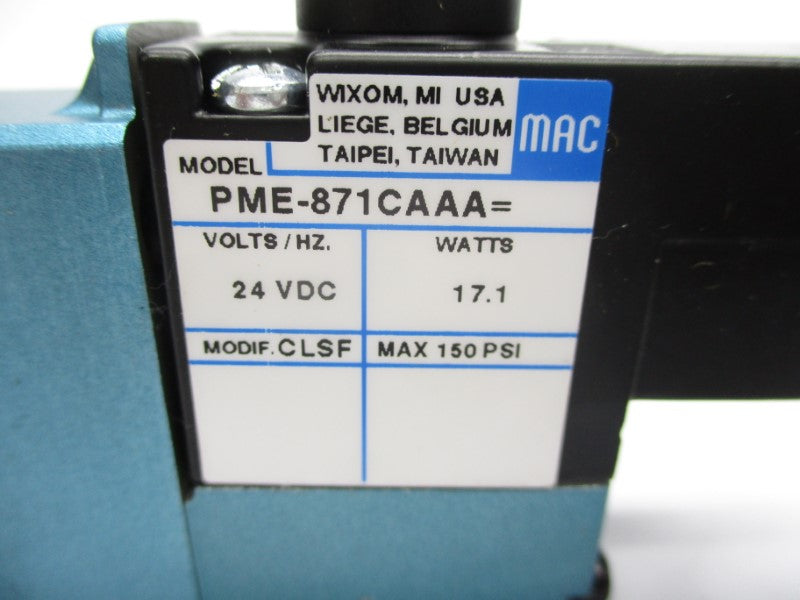 WIXOM, MI USA
LIEGE, BELGIUM
TAIPEI, TAIWAN
MAC
MODEL
PME-871CAAA=
VOLTS/HZ.
WATTS
24 VDC
17.1
MODIF. CLSF
MAX 150 PSI